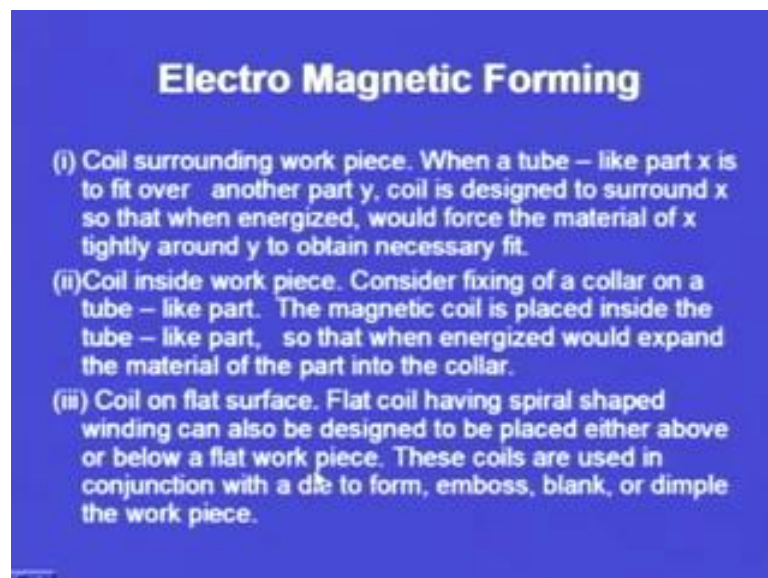 Electro Magnetic Forming
(i) Coil surrounding work piece. When a tube – like part x is
to fit over another part y, coil is designed to surround x
so that when energized, would force the material of x
tightly around y to obtain necessary fit.
(ii)Coil inside work piece. Consider fixing of a collar on a
tube – like part. The magnetic coil is placed inside the
tube – like part, so that when energized would expand
the material of the part into the collar.
(iii) Coil on flat surface. Flat coil having spiral shaped
winding can also be designed to be placed either above
or below a flat work piece. These coils are used in
conjunction with a die to form, emboss, blank, or dimple
the work piece.